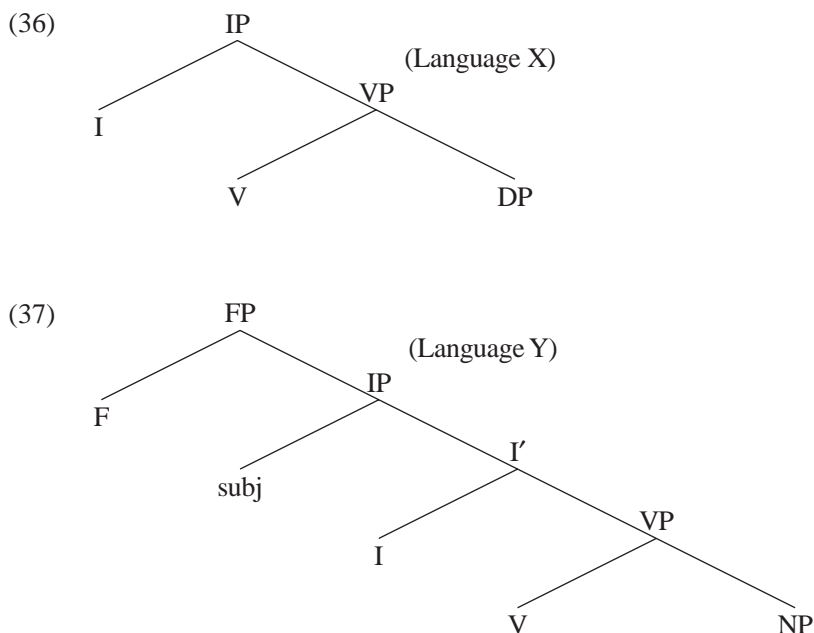 (36) IP
(Language X)
VP
I
V DP
(37) FP
(Language Y)
IP
F
I′
subj
VP
I
V NP